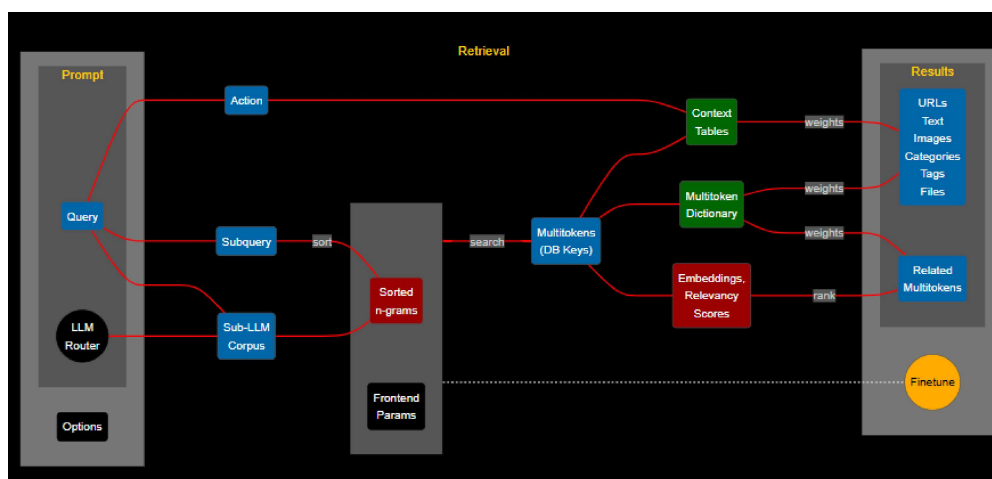 Retrieval
Prompt
Query
LLM
Router
Options
Action
Subquery
sort
Sub-LLM
Corpus
Sorted
n-grams
Frontend
Params
search
Multitokens
(DB Keys)
Context
Tables
weights
Multitoken
Dictionary
weights
weights
Embeddings,
Relevancy
Scores
rank
Results
URLs
Text
Images
Categories
Tags
Files
Related
Multitokens
Finetune